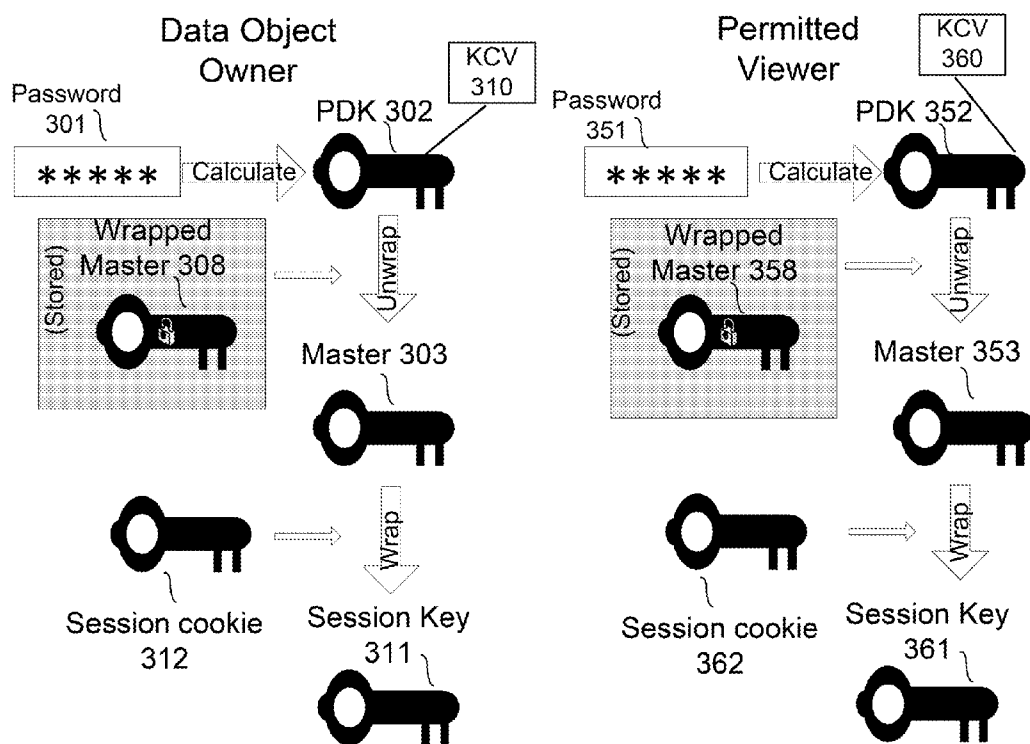 Data Object
Owner
KCV
310
Password
301
*****
Calculate
PDK 302
(Stored)
Wrapped
Master 308
Unwrap
Master 303
Wrap
Session cookie
312
Session Key
311
Permitted
Viewer
KCV
360
Password
351
*****
Calculate
PDK 352
(Stored)
Wrapped
Master 358
Unwrap
Master 353
Wrap
Session cookie
362
Session Key
361